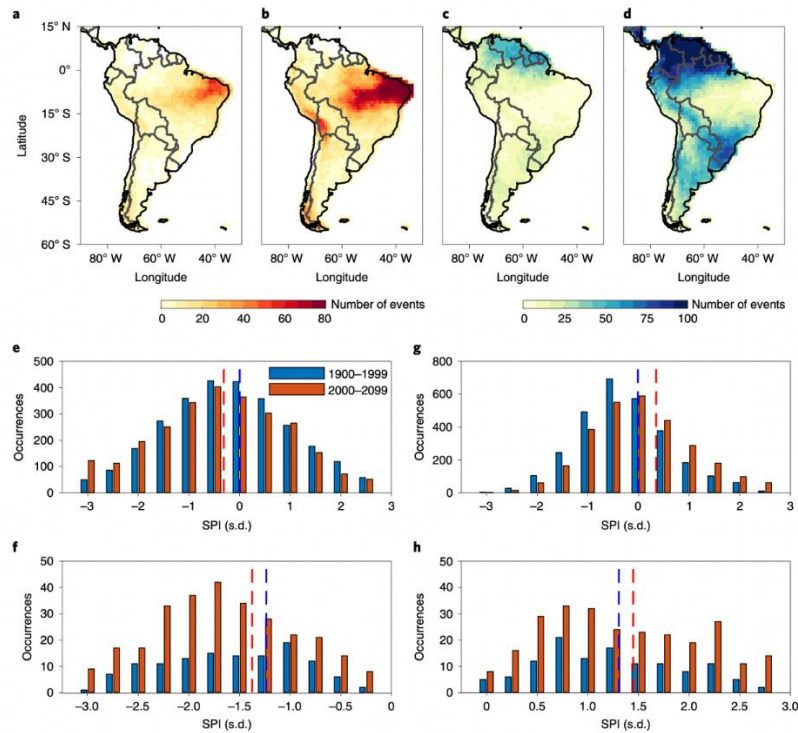 a b c d
15° N
0°
15° S
30° S
45° S
60° S
Latitude
80° W 60° W 40° W 80° W 60° W 40° W 80° W 60° W 40° W 80° W 60° W 40° W
Longitude Longitude Longitude Longitude
Number of events
0 20 40 60 80
Number of events
0 25 50 75 100
e
500
400
300
200
100
0
Occurrences
1900–1999
2000–2099
−3 −2 −1 0 1 2 3
SPI (s.d.)
g
800
600
400
200
0
Occurrences
−3 −2 −1 0 1 2 3
SPI (s.d.)
f
50
40
30
20
10
0
Occurrences
−3.0 −2.5 −2.0 −1.5 −1.0 −0.5 0
SPI (s.d.)
h
50
40
30
20
10
0
Occurrences
0 0.5 1.0 1.5 2.0 2.5 3.0
SPI (s.d.)